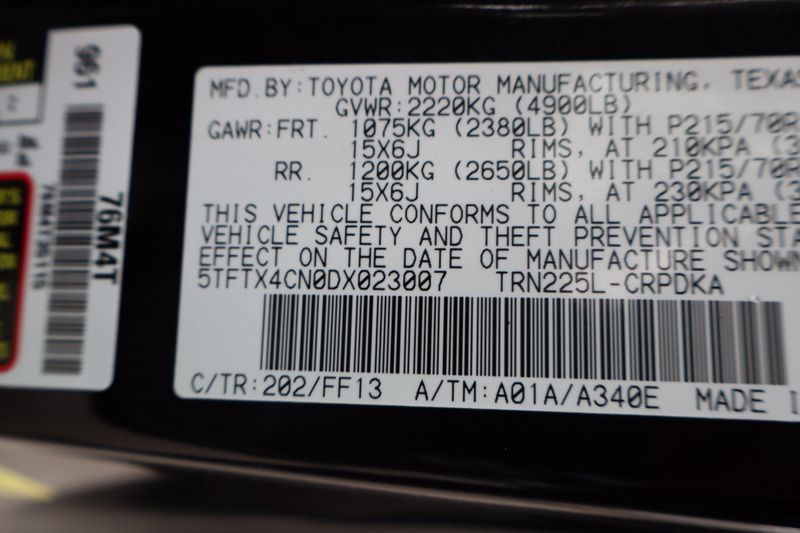 961
76M4T
MFD.BY:TOYOTA MOTOR MANUFACTURING, TEXAS
GVWR:2220KG (4900LB)
GAWR:FRT. 1075KG (2380LB) WITH P215/70R
15X6J RIMS, AT 210KPA (3
RR. 1200KG (2650LB) WITH P215/70R
15X6J RIMS, AT 230KPA (3
THIS VEHICLE CONFORMS TO ALL APPLICABLE
VEHICLE SAFETY AND THEFT PREVENTION STA
EFFECT ON THE DATE OF MANUFACTURE SHOWN
5TFTX4CN0DX023007 TRN225L-CRPDKA
C/TR:202/FF13 A/TM:A01A/A340E MADE I